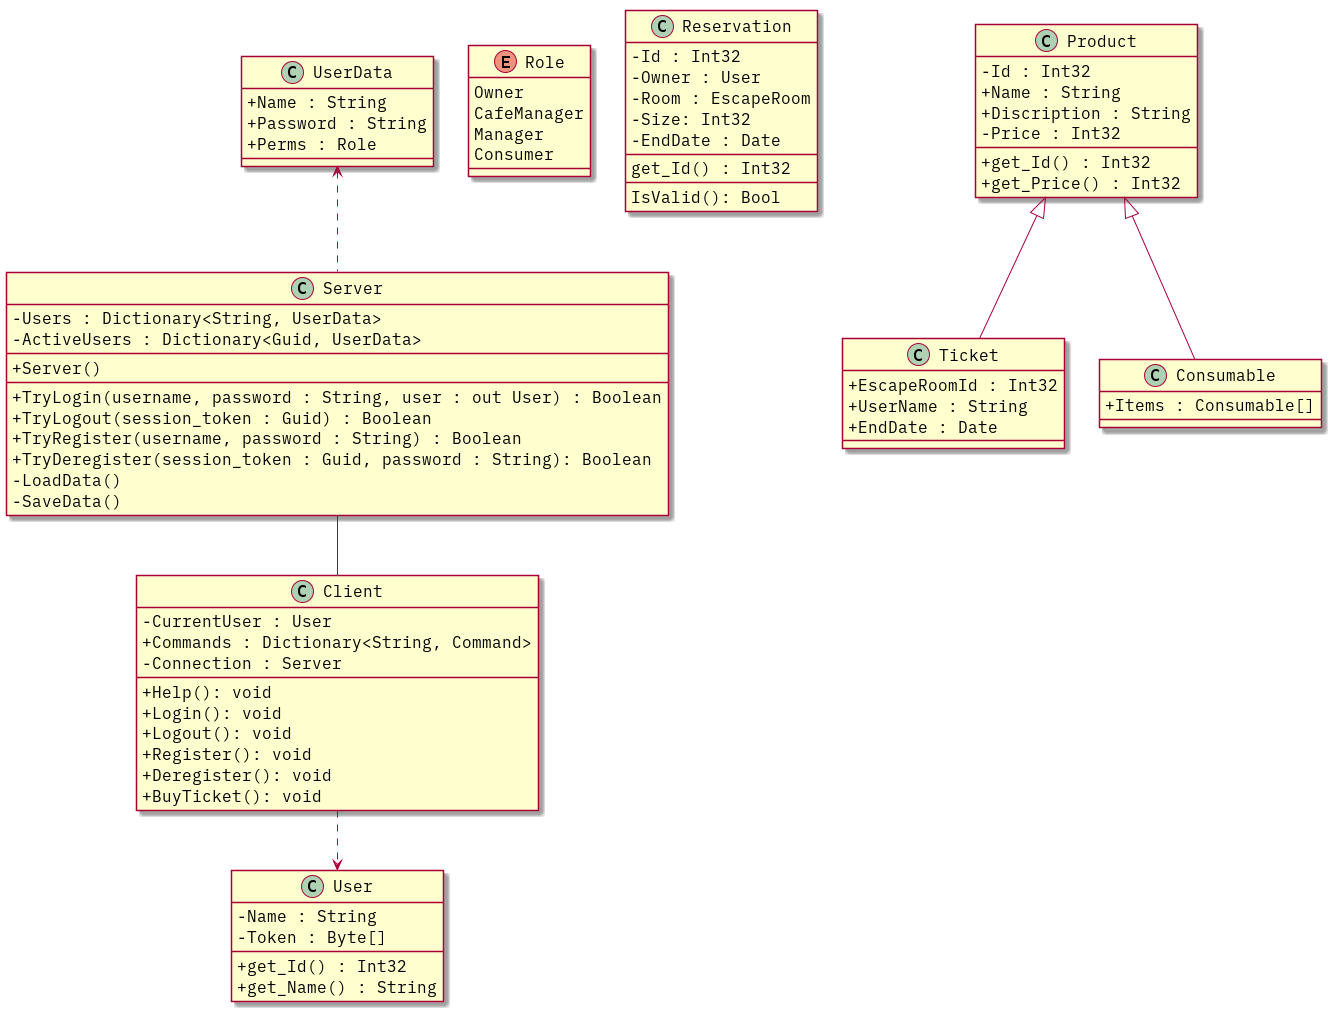 C UserData
+Name : String
+Password : String
+Perms : Role
E Role
Owner
CafeManager
Manager
Consumer
C Reservation
-Id : Int32
-Owner : User
-Room : EscapeRoom
-Size: Int32
-EndDate : Date
get_Id() : Int32
IsValid(): Bool
C Product
-Id : Int32
+Name : String
+Discription : String
-Price : Int32
+get_Id() : Int32
+get_Price() : Int32
C Server
-Users : Dictionary<String, UserData>
-ActiveUsers : Dictionary<Guid, UserData>
+Server()
+TryLogin(username, password : String, user : out User) : Boolean
+TryLogout(session_token : Guid) : Boolean
+TryRegister(username, password : String) : Boolean
+TryDeregister(session_token : Guid, password : String): Boolean
-LoadData()
-SaveData()
C Ticket
+EscapeRoomId : Int32
+UserName : String
+EndDate : Date
C Consumable
+Items : Consumable[]
C Client
-CurrentUser : User
+Commands : Dictionary<String, Command>
-Connection : Server
+Help(): void
+Login(): void
+Logout(): void
+Register(): void
+Deregister(): void
+BuyTicket(): void
C User
-Name : String
-Token : Byte[]
+get_Id() : Int32
+get_Name() : String